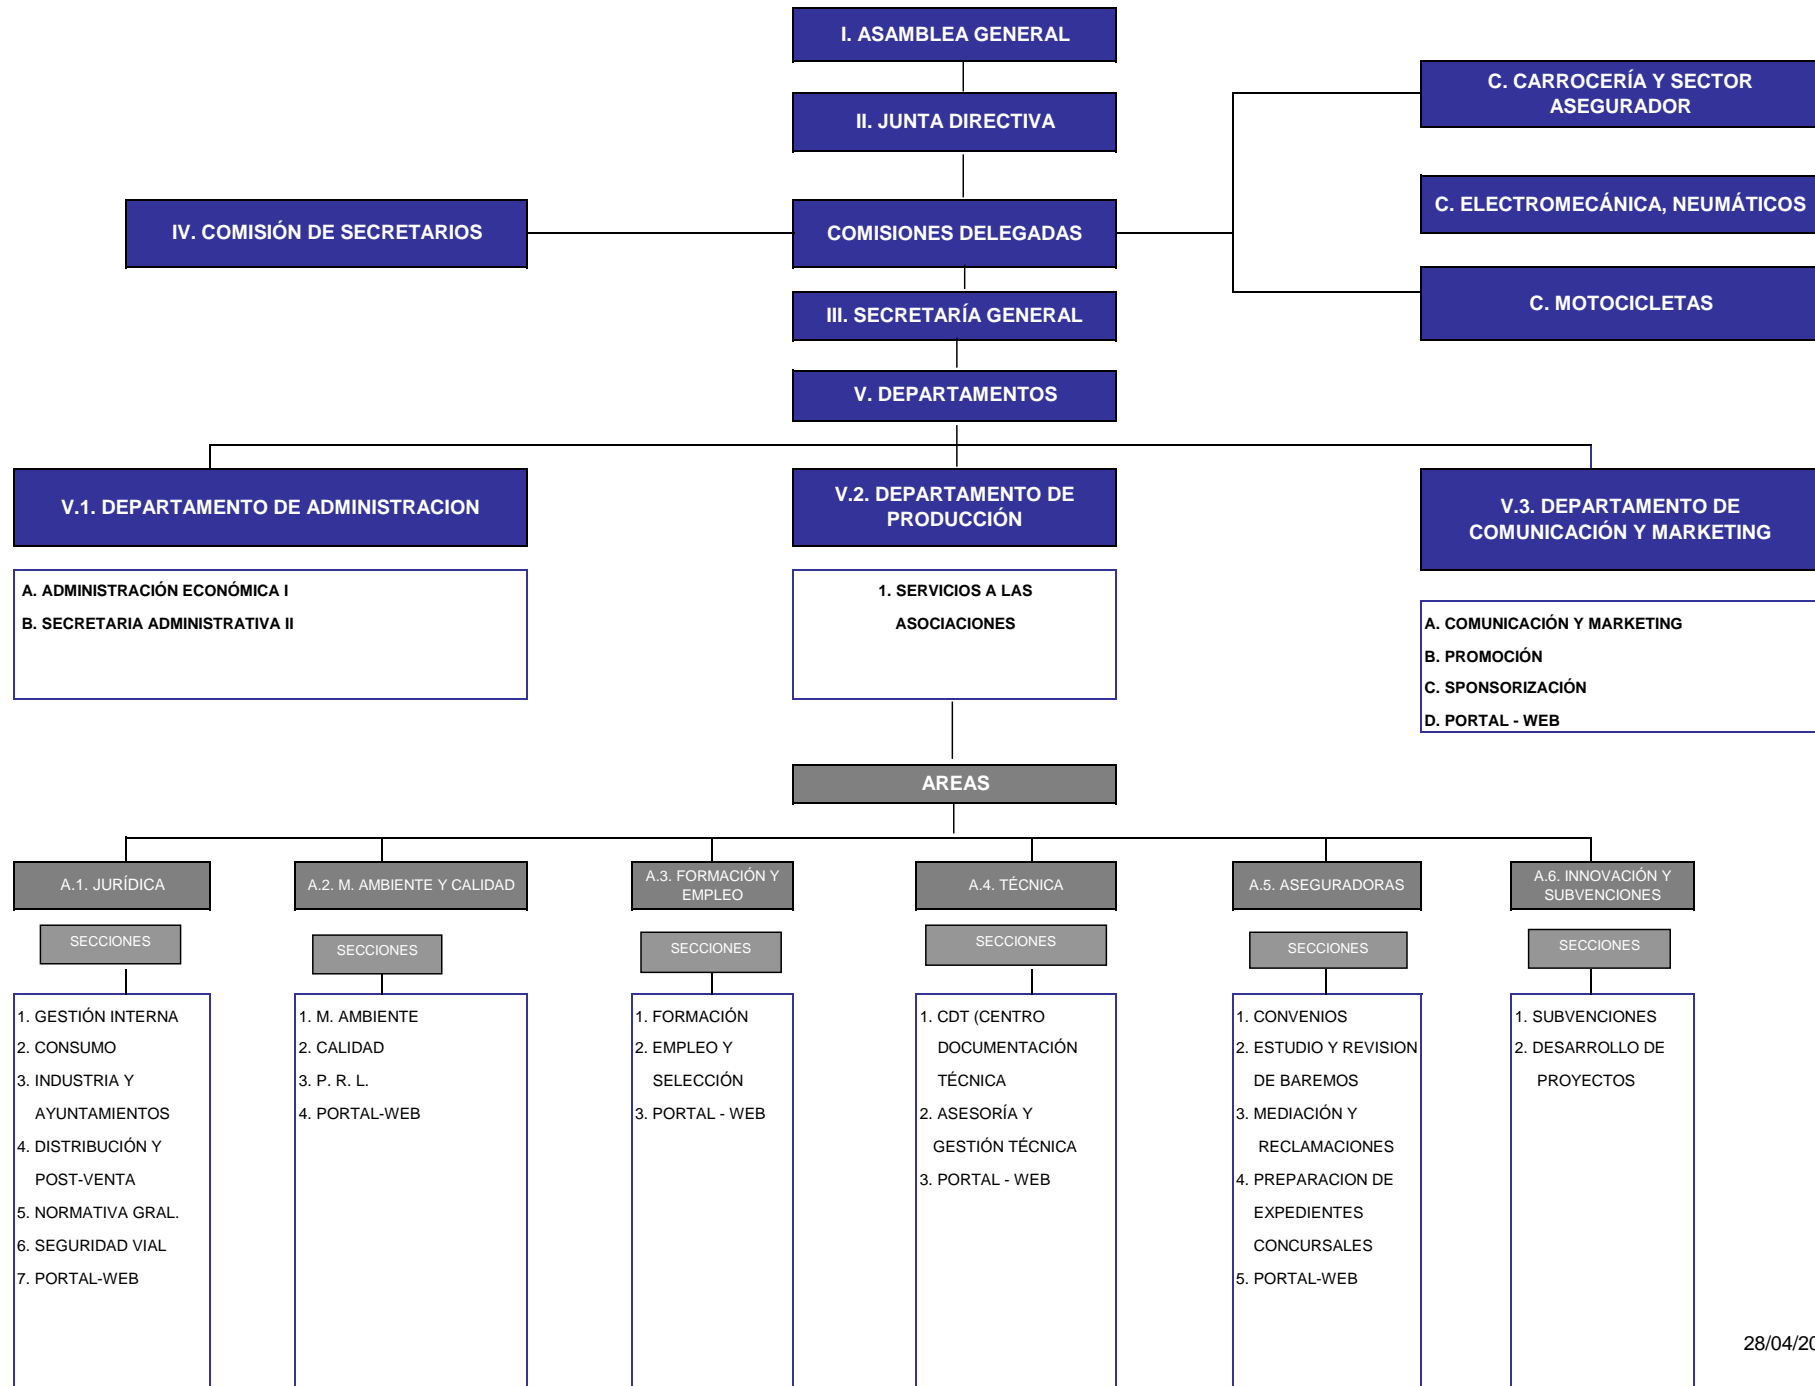 I. ASAMBLEA GENERAL
C. CARROCERÍA Y SECTOR
ASEGURADOR
II. JUNTA DIRECTIVA
C. ELECTROMECÁNICA, NEUMÁTICOS
IV. COMISIÓN DE SECRETARIOS
COMISIONES DELEGADAS
C. MOTOCICLETAS
III. SECRETARÍA GENERAL
V. DEPARTAMENTOS
V.1. DEPARTAMENTO DE ADMINISTRACION
V.2. DEPARTAMENTO DE
PRODUCCIÓN
V.3. DEPARTAMENTO DE
COMUNICACIÓN Y MARKETING
A. ADMINISTRACIÓN ECONÓMICA I
B. SECRETARIA ADMINISTRATIVA II
1. SERVICIOS A LAS
ASOCIACIONES
A. COMUNICACIÓN Y MARKETING
B. PROMOCIÓN
C. SPONSORIZACIÓN
D. PORTAL - WEB
AREAS
A.1. JURÍDICA
SECCIONES
1. GESTIÓN INTERNA
2. CONSUMO
3. INDUSTRIA Y
AYUNTAMIENTOS
4. DISTRIBUCIÓN Y
POST-VENTA
5. NORMATIVA GRAL.
6. SEGURIDAD VIAL
7. PORTAL-WEB
A.2. M. AMBIENTE Y CALIDAD
SECCIONES
1. M. AMBIENTE
2. CALIDAD
3. P. R. L.
4. PORTAL-WEB
A.3. FORMACIÓN Y
EMPLEO
SECCIONES
1. FORMACIÓN
2. EMPLEO Y
SELECCIÓN
3. PORTAL - WEB
A.4. TÉCNICA
SECCIONES
1. CDT (CENTRO
DOCUMENTACIÓN
TÉCNICA
2. ASESORÍA Y
GESTIÓN TÉCNICA
3. PORTAL - WEB
A.5. ASEGURADORAS
SECCIONES
1. CONVENIOS
2. ESTUDIO Y REVISION
DE BAREMOS
3. MEDIACIÓN Y
RECLAMACIONES
4. PREPARACION DE
EXPEDIENTES
CONCURSALES
5. PORTAL-WEB
A.6. INNOVACIÓN Y
SUBVENCIONES
SECCIONES
1. SUBVENCIONES
2. DESARROLLO DE
PROYECTOS
28/04/20